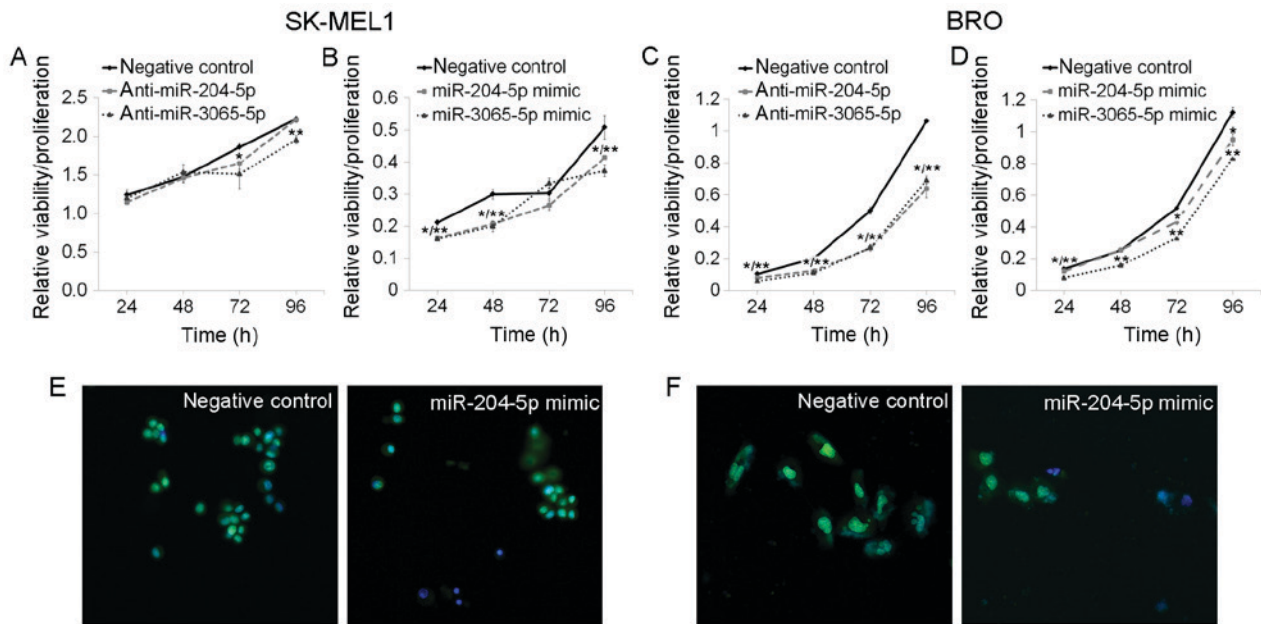 SK-MEL1
BRO
A
Negative control
Anti-miR-204-5p
Anti-miR-3065-5p
Relative viability/proliferation
2.5
2.0
1.5
1.0
0.5
0.0
*
**
24 48 72 96
Time (h)
B
Negative control
miR-204-5p mimic
miR-3065-5p mimic
Relative viability/proliferation
0.6
0.5
0.4
0.3
0.2
0.1
0
*/** */** */**
24 48 72 96
Time (h)
C
Negative control
Anti-miR-204-5p
Anti-miR-3065-5p
Relative viability/proliferation
1.2
1
0.8
0.6
0.4
0.2
0
*/** */** */** */**
24 48 72 96
Time (h)
D
Negative control
miR-204-5p mimic
miR-3065-5p mimic
Relative viability/proliferation
1.2
1
0.8
0.6
0.4
0.2
0
*/** ** * ** * **
24 48 72 96
Time (h)
E
Negative control
miR-204-5p mimic
F
Negative control
miR-204-5p mimic